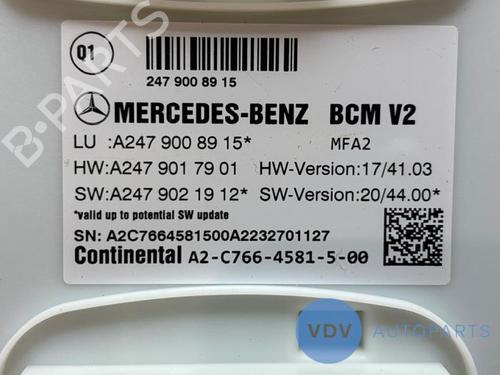 Q1
247 900 89 15
MERCEDES-BENZ BCM V2
LU :A247 900 89 15* MFA2
HW:A247 901 79 01 HW-Version:17/41.03
SW:A247 902 19 12* SW-Version:20/44.00*
*valid up to potential SW update
SN: A2C7664581500A2232701127
Continental A2-C766-4581-5-00
B-PARTS
VDV AUTOPARTS